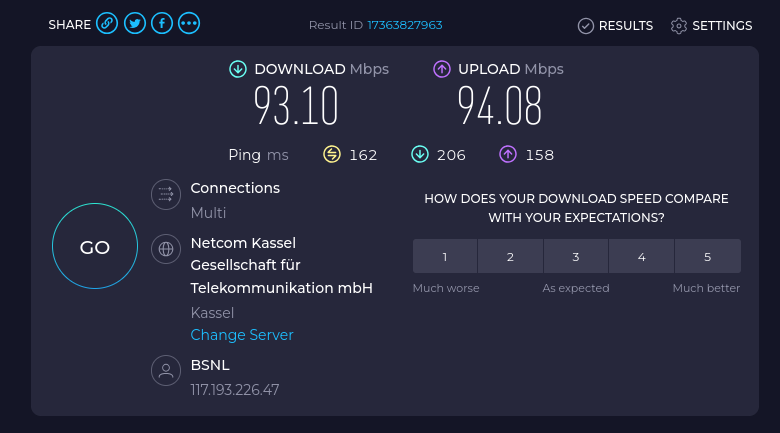 SHARE
Result ID 17363827963
RESULTS
SETTINGS
DOWNLOAD Mbps
93.10
UPLOAD Mbps
94.08
Ping ms 162 206 158
GO
Connections
Multi
Netcom Kassel
Gesellschaft für
Telekommunikation mbH
Kassel
Change Server
BSNL
117.193.226.47
HOW DOES YOUR DOWNLOAD SPEED COMPARE
WITH YOUR EXPECTATIONS?
1 2 3 4 5
Much worse As expected Much better